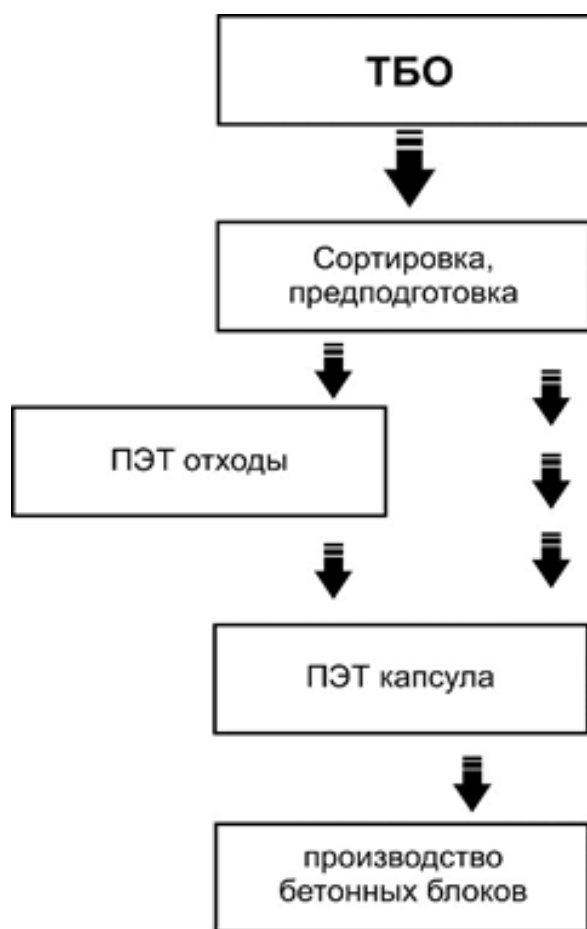 ТБО
Сортировка,
предподготовка
ПЭТ отходы
ПЭТ капсула
производство
бетонных блоков